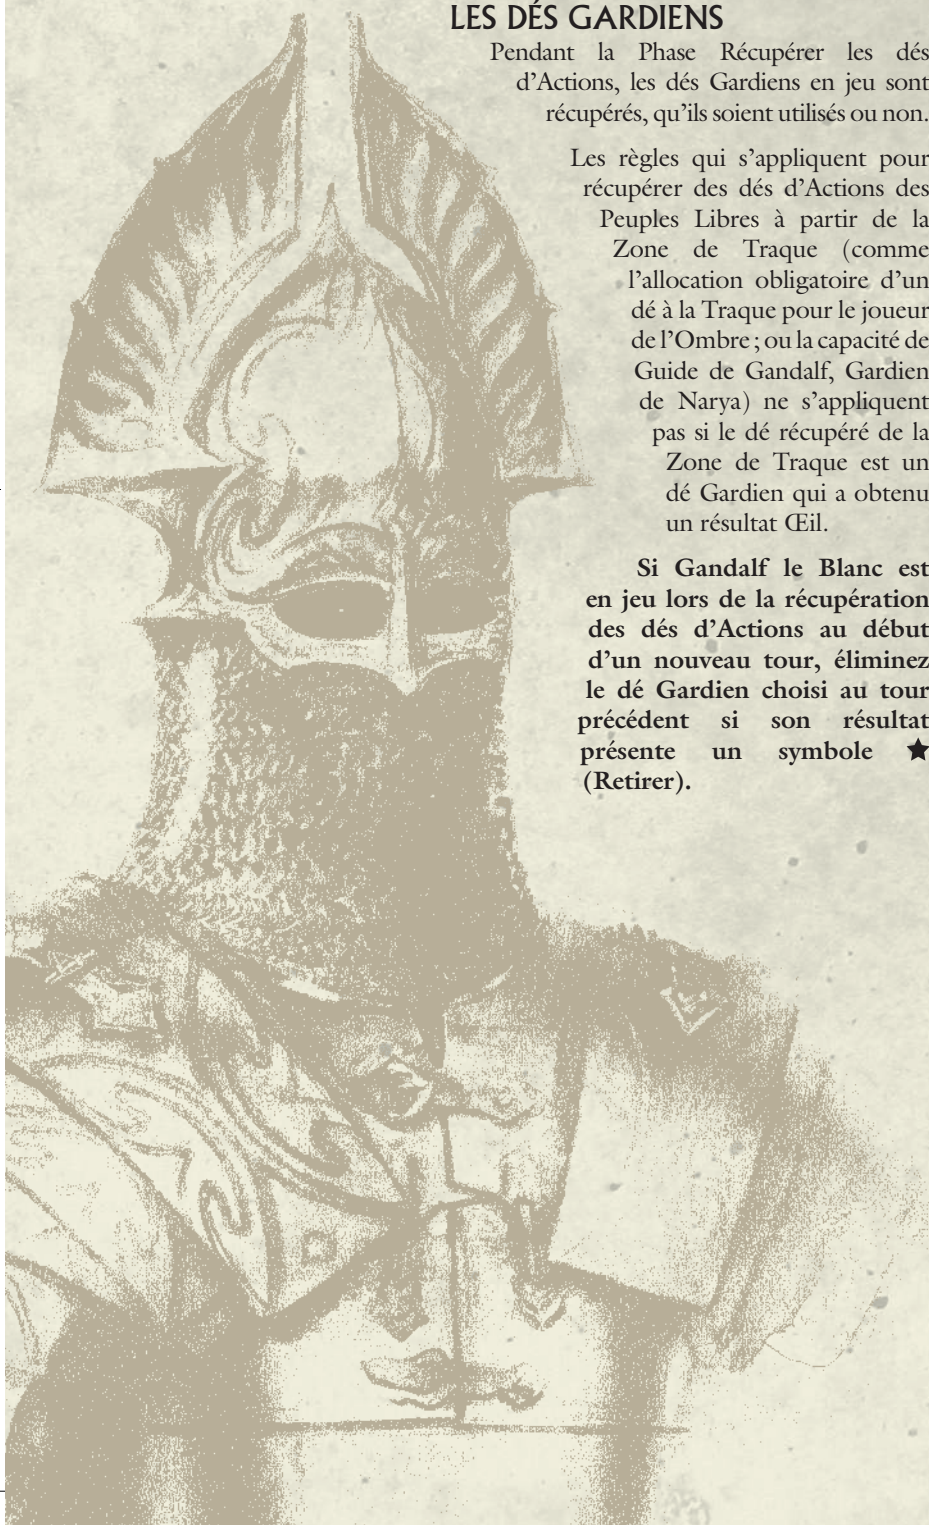 LES DÉS GARDIENS
Pendant la Phase Récupérer les dés
d'Actions, les dés Gardiens en jeu sont
récupérés, qu'ils soient utilisés ou non.
Les règles qui s'appliquent pour
récupérer des dés d'Actions des
Peuples Libres à partir de la
Zone de Traque (comme
l'allocation obligatoire d'un
dé à la Traque pour le joueur
de l'Ombre ; ou la capacité de
Guide de Gandalf, Gardien
de Narya) ne s'appliquent
pas si le dé récupéré de la
Zone de Traque est un
dé Gardien qui a obtenu
un résultat Œil.
Si Gandalf le Blanc est
en jeu lors de la récupération
des dés d'Actions au début
d'un nouveau tour, éliminez
le dé Gardien choisi au tour
précédent si son résultat
présente un symbole ★
(Retirer).